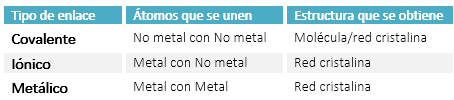 Tipo de enlace Átomos que se unen Estructura que se obtiene
Covalente No metal con No metal Molécula/red cristalina
Iónico Metal con No metal Red cristalina
Metálico Metal con Metal Red cristalina